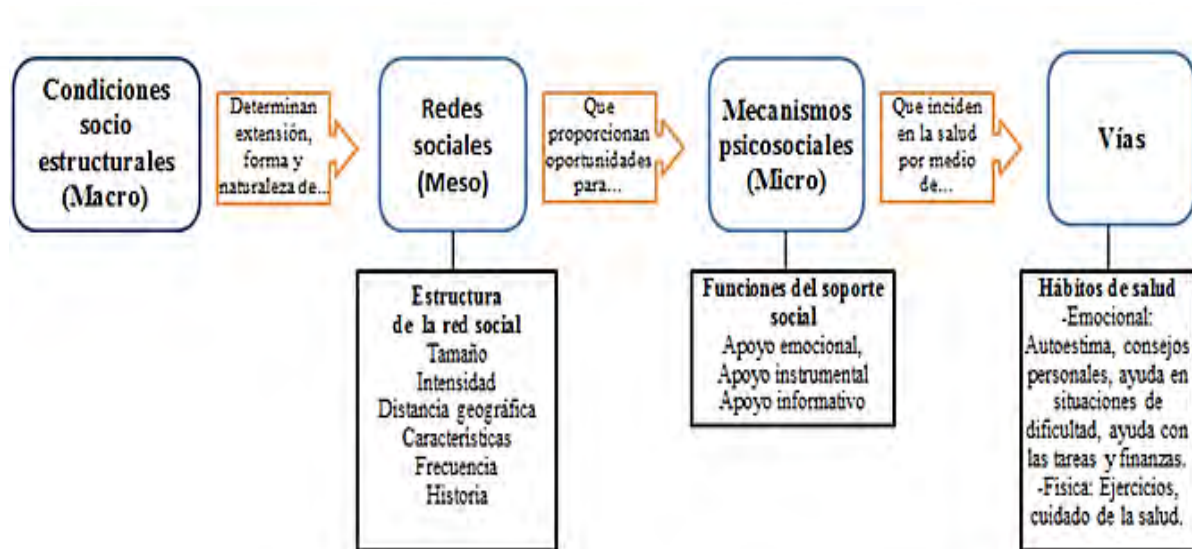 Condiciones
socio
estructurales
(Macro)
Determinan
extensión,
forma y
naturaleza de...
Redes
sociales
(Meso)
Que
proporcionan
oportunidades
para...
Mecanismos
psicosociales
(Micro)
Que inciden
en la salud
por medio
de...
Vías
Estructura
de la red social
Tamaño
Intensidad
Distancia geográfica
Características
Frecuencia
Historia
Funciones del soporte
social
Apoyo emocional,
Apoyo instrumental
Apoyo informativo
Hábitos de salud
-Emocional:
Autoestima, consejos
personales, ayuda en
situaciones de
dificultad, ayuda con
las tareas y finanzas.
-Física: Ejercicios,
cuidado de la salud.